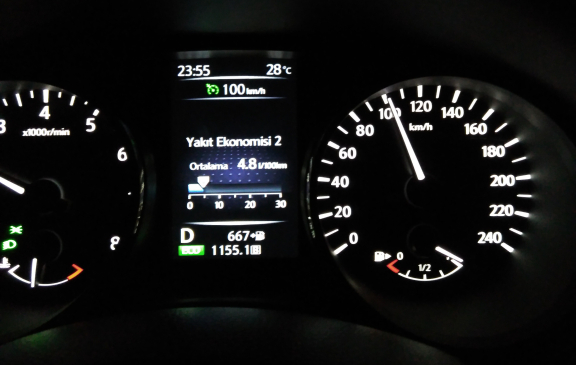 23:55 28°C
100 km/h
Yakıt Ekonomisi 2
Ortalama 4.8 l/100km
0 10 20 30
D 667
ECO 1155.1 B
3 4 5 6 8
x1000r/min
0 20 40 60 80 100 120 140 160 180 200 220 240
km/h
0 1/2